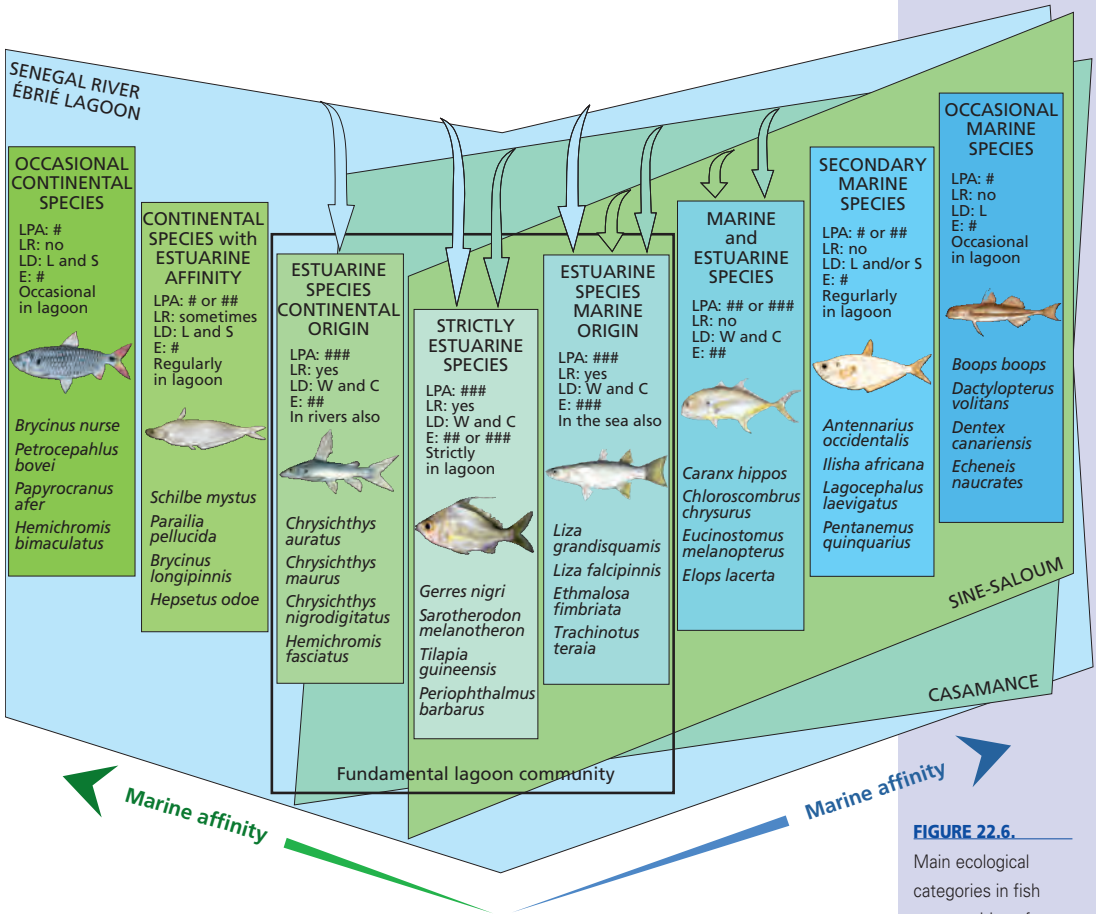 SENEGAL RIVER
ÉBRIÉ LAGOON
OCCASIONAL
CONTINENTAL
SPECIES
LPA: #
LR: no
LD: L and S
E: #
Occasional
in lagoon
Brycinus nurse
Petrocepahlus
bovei
Papyrocranus
afer
Hemichromis
bimaculatus
CONTINENTAL
SPECIES with
ESTUARINE
AFFINITY
LPA: # or ##
LR: sometimes
LD: L and S
E: #
Regularly
in lagoon
Schilbe mystus
Parailia
pellucida
Brycinus
longipinnis
Hepsetus odoe
ESTUARINE
SPECIES
CONTINENTAL
ORIGIN
LPA: ###
LR: yes
LD: W and C
E: ##
In rivers also
Chrysichthys
auratus
Chrysichthys
maurus
Chrysichthys
nigrodigitatus
Hemichromis
fasciatus
STRICTLY
ESTUARINE
SPECIES
LPA: ###
LR: yes
LD: W and C
E: ## or ###
Strictly
in lagoon
Gerres nigri
Sarotherodon
melanotheron
Tilapia
guineensis
Periophthalmus
barbarus
ESTUARINE
SPECIES
MARINE
ORIGIN
LPA: ###
LR: yes
LD: W and C
E: ###
In the sea also
Liza
grandisquamis
Liza falcipinnis
Ethmalosa
fimbriata
Trachinotus
teraia
MARINE
and
ESTUARINE
SPECIES
LPA: ## or ###
LR: no
LD: W and C
E: ##
Caranx hippos
Chloroscombrus
chrysurus
Eucinostomus
melanopterus
Elops lacerta
SECONDARY
MARINE
SPECIES
LPA: # or ##
LR: no
LD: L and/or S
E: #
Regurlarly
in lagoon
Antennarius
occidentalis
Ilisha africana
Lagocephalus
laevigatus
Pentanemus
quinquarius
OCCASIONAL
MARINE
SPECIES
LPA: #
LR: no
LD: L
E: #
Occasional
in lagoon
Boops boops
Dactylopterus
volitans
Dentex
canariensis
Echeneis
naucrates
SINE-SALOUM
CASAMANCE
Fundamental lagoon community
Marine affinity
Marine affinity
FIGURE 22.6.
Main ecological
categories in fish